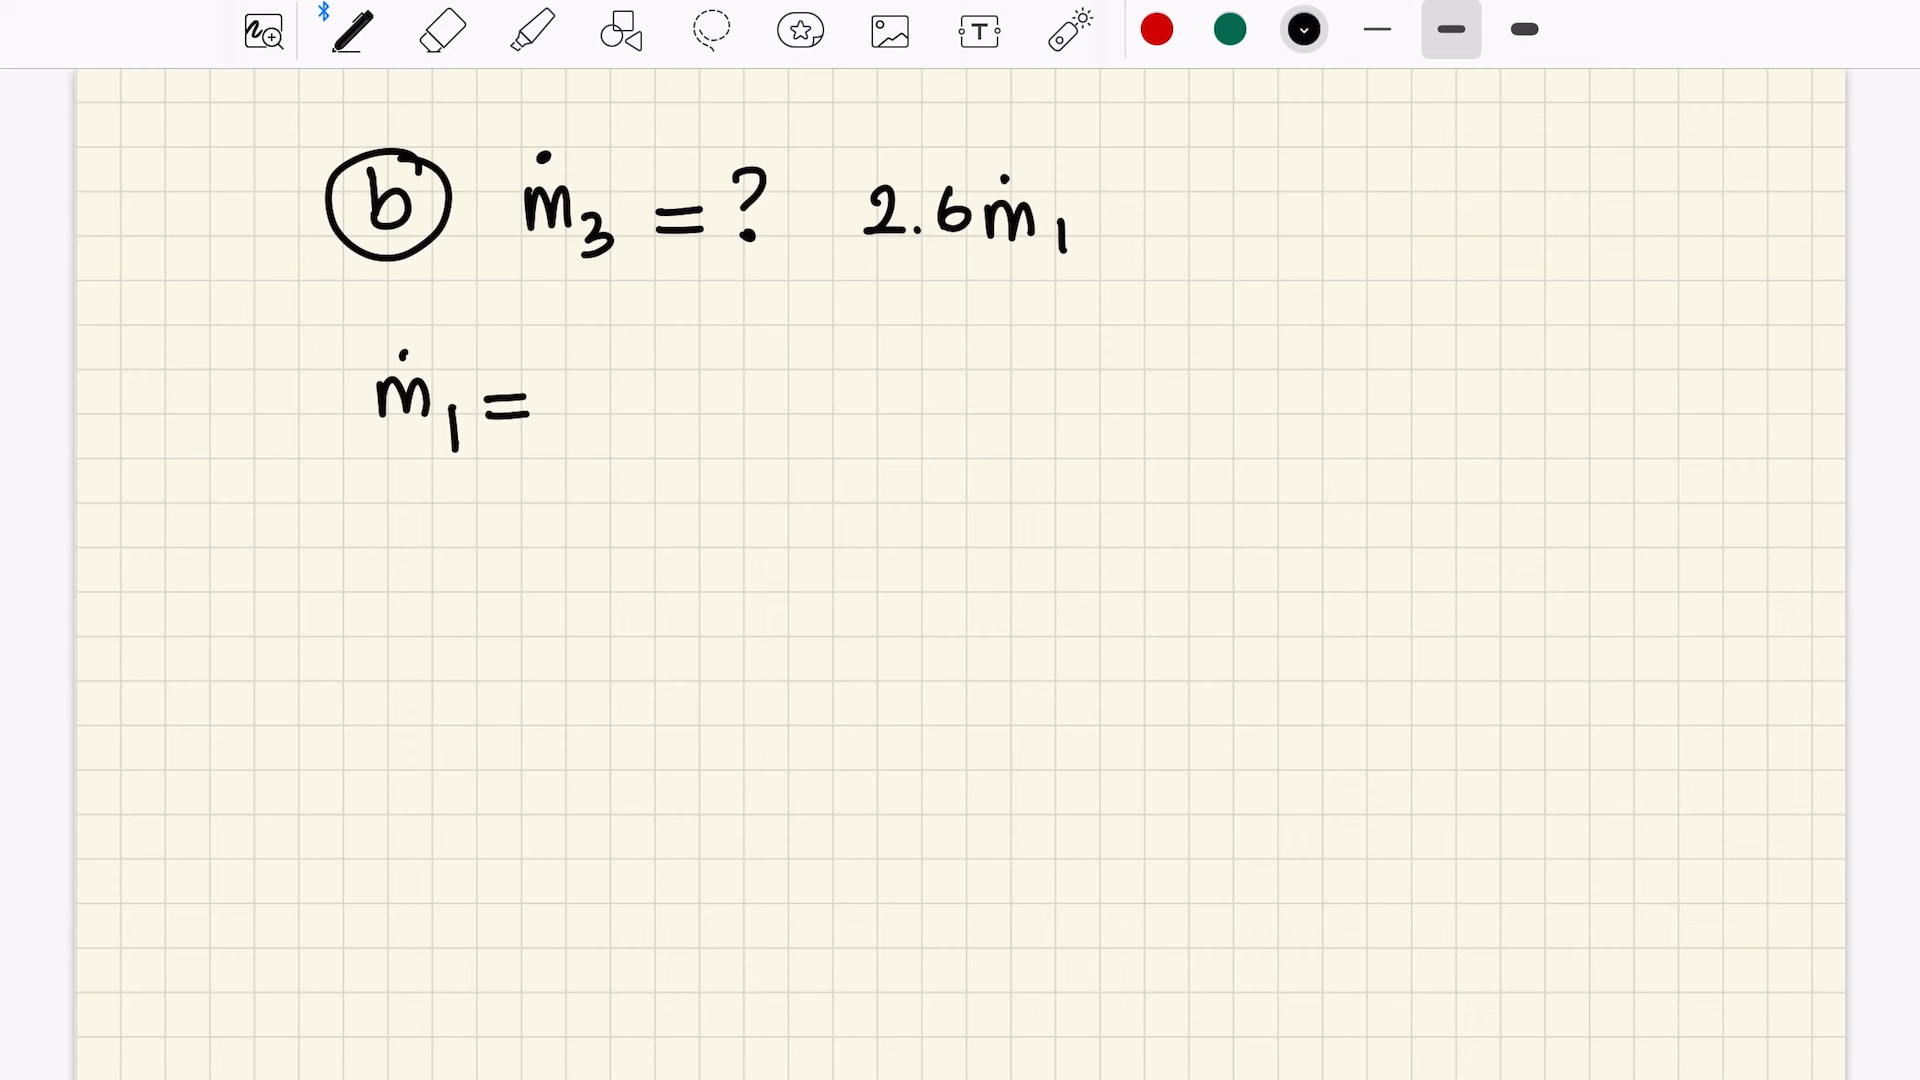 b ṁ₃ = ? 2.6ṁ₁
ṁ₁ =